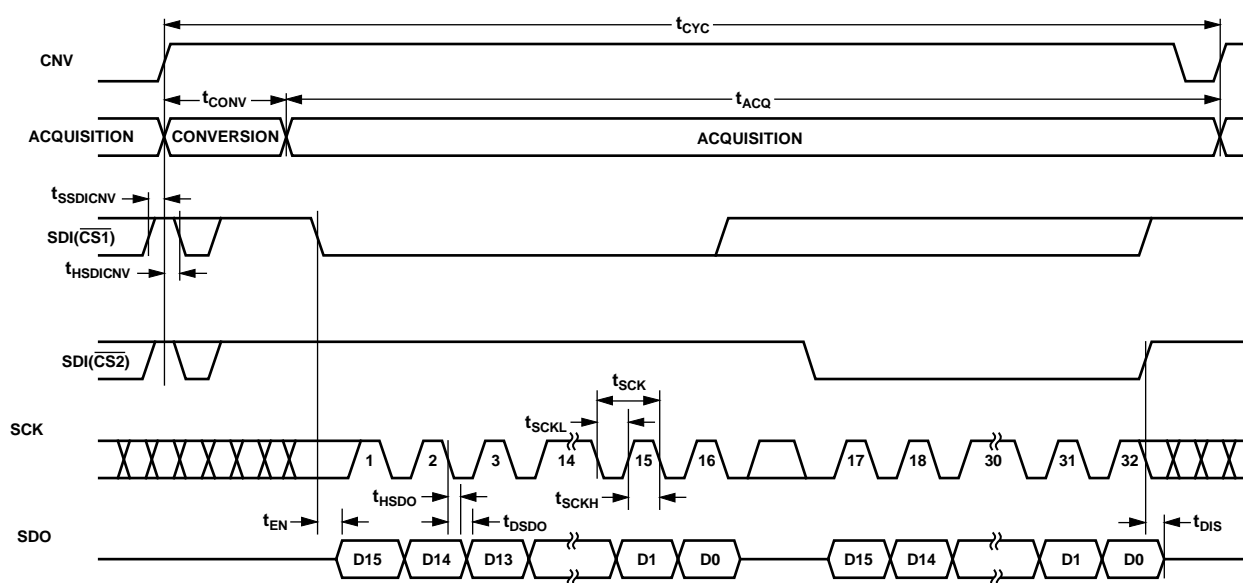 tCYC
CNV
tCONV
tACQ
ACQUISITION
CONVERSION
ACQUISITION
tSSDICNV
SDI(CS1)
tHSDICNV
SDI(CS2)
tSCK
tSCKL
SCK
1 2 3 14 15 16 17 18 30 31 32
tHSDO
tSCKH
tEN
tDSDO
tDIS
SDO
D15 D14 D13 D1 D0 D15 D14 D1 D0